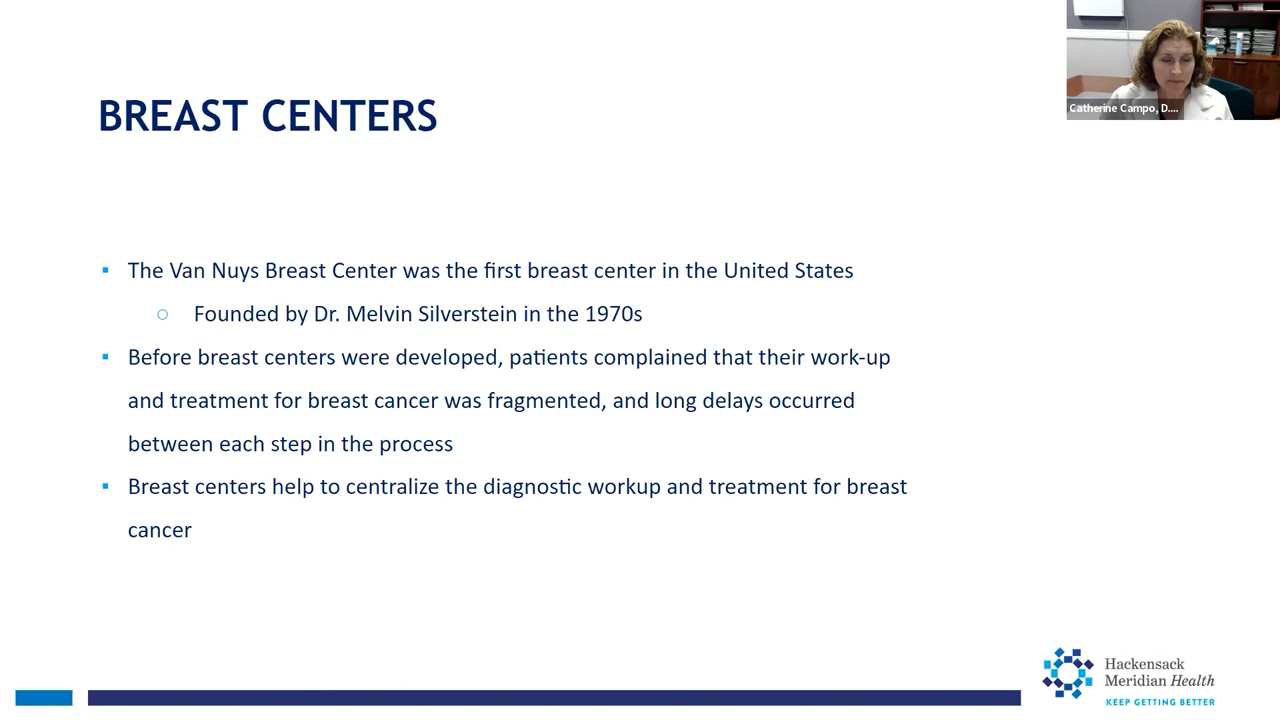 BREAST CENTERS
Catherine Campo, D....
The Van Nuys Breast Center was the first breast center in the United States
Founded by Dr. Melvin Silverstein in the 1970s
Before breast centers were developed, patients complained that their work-up
and treatment for breast cancer was fragmented, and long delays occurred
between each step in the process
Breast centers help to centralize the diagnostic workup and treatment for breast
cancer
Hackensack
Meridian Health
KEEP GETTING BETTER